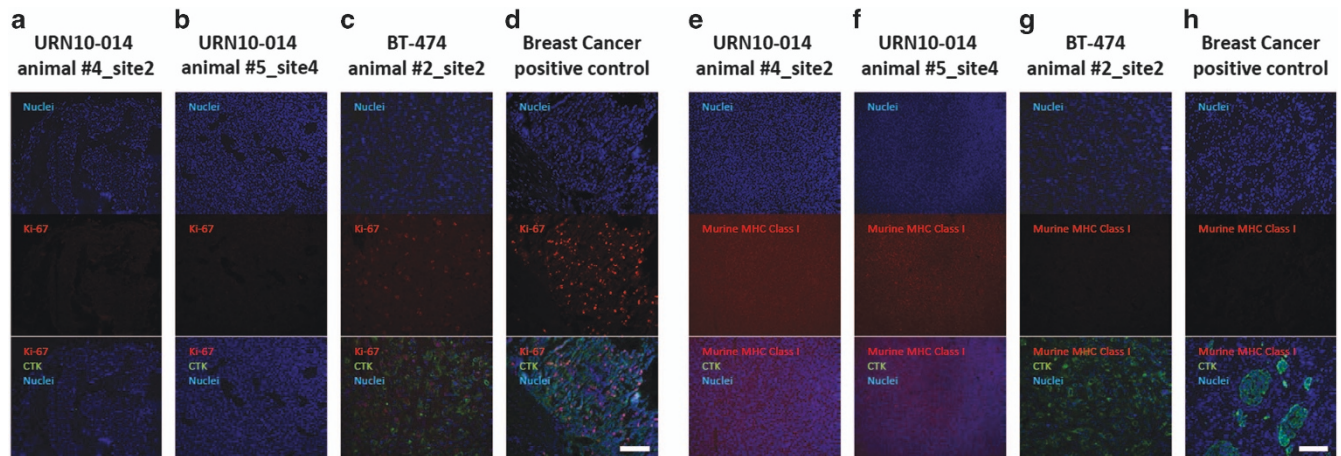 a
URN10-014
animal #4_site2
b
URN10-014
animal #5_site4
c
BT-474
animal #2_site2
d
Breast Cancer
positive control
e
URN10-014
animal #4_site2
f
URN10-014
animal #5_site4
g
BT-474
animal #2_site2
h
Breast Cancer
positive control
Nuclei
Nuclei
Nuclei
Nuclei
Nuclei
Nuclei
Nuclei
Nuclei
Ki-67
Ki-67
Ki-67
Ki-67
Murine MHC Class I
Murine MHC Class I
Murine MHC Class I
Murine MHC Class I
Ki-67
CTK
Nuclei
Ki-67
CTK
Nuclei
Ki-67
CTK
Nuclei
Ki-67
CTK
Nuclei
Murine MHC Class I
CTK
Nuclei
Murine MHC Class I
CTK
Nuclei
Murine MHC Class I
CTK
Nuclei
Murine MHC Class I
CTK
Nuclei